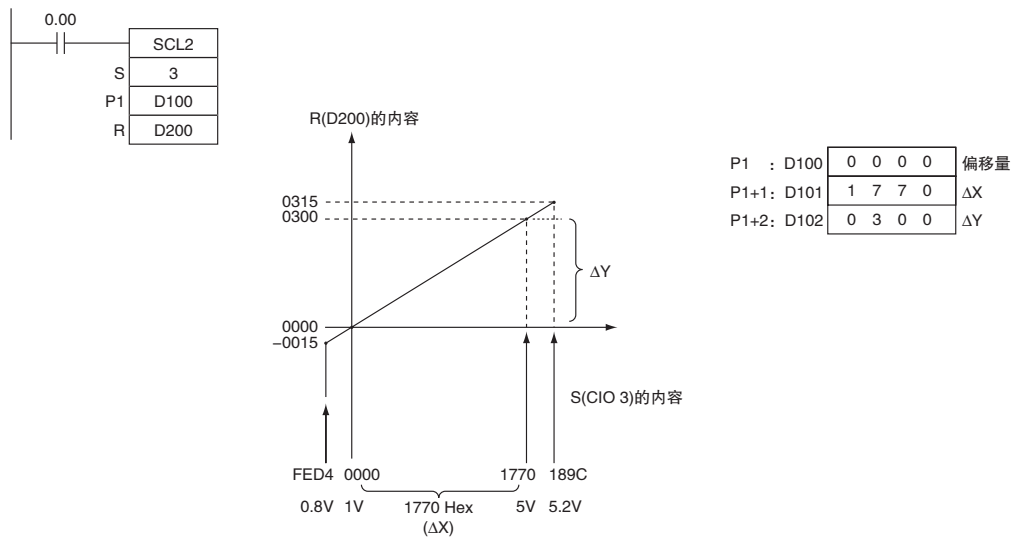 0.00
SCL2
S 3
P1 D100
R D200
R(D200)的内容
P1 : D100 0 0 0 0 偏移量
P1+1: D101 1 7 7 0 ΔX
P1+2: D102 0 3 0 0 ΔY
0315
0300
ΔY
0000
–0015
S(CIO 3)的内容
FED4 0000 1770 189C
0.8V 1V 1770 Hex 5V 5.2V
(ΔX)